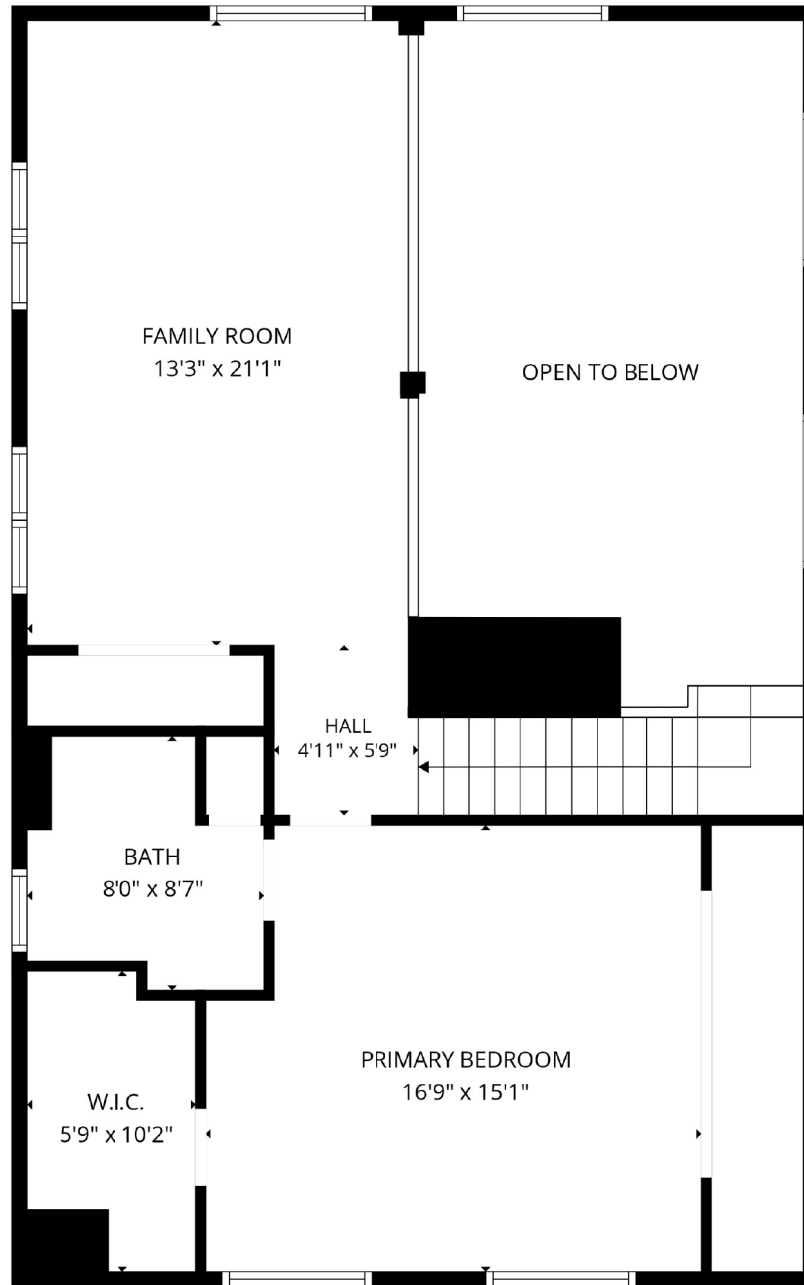 FAMILY ROOM
13'3" x 21'1"
OPEN TO BELOW
HALL
4'11" x 5'9"
BATH
8'0" x 8'7"
PRIMARY BEDROOM
16'9" x 15'1"
W.I.C.
5'9" x 10'2"